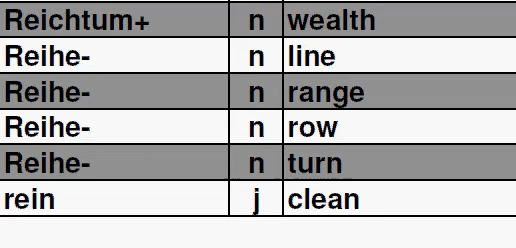 Reichtum+ n wealth
Reihe- n line
Reihe- n range
Reihe- n row
Reihe- n turn
rein j clean